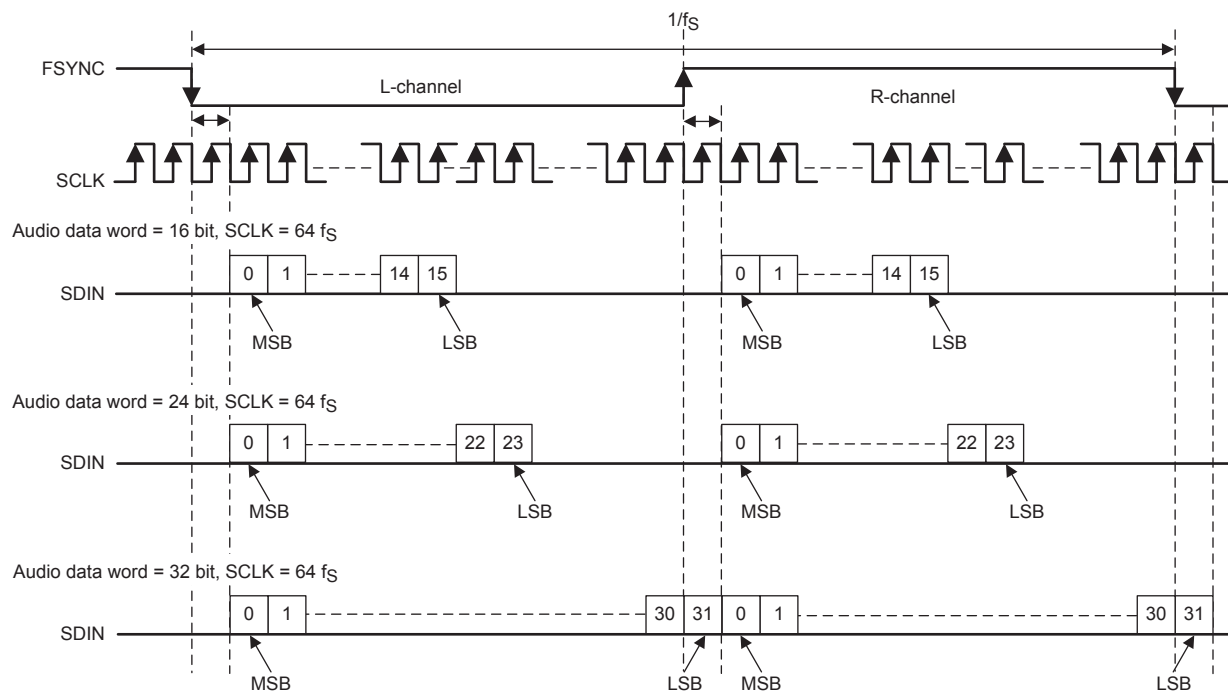 1/fS
FSYNC
L-channel
R-channel
SCLK
Audio data word = 16 bit, SCLK = 64 fS
0 1 14 15 0 1 14 15
SDIN
MSB LSB MSB LSB
Audio data word = 24 bit, SCLK = 64 fS
0 1 22 23 0 1 22 23
SDIN
MSB LSB MSB LSB
Audio data word = 32 bit, SCLK = 64 fS
0 1 30 31 0 1 30 31
SDIN
MSB LSB MSB LSB